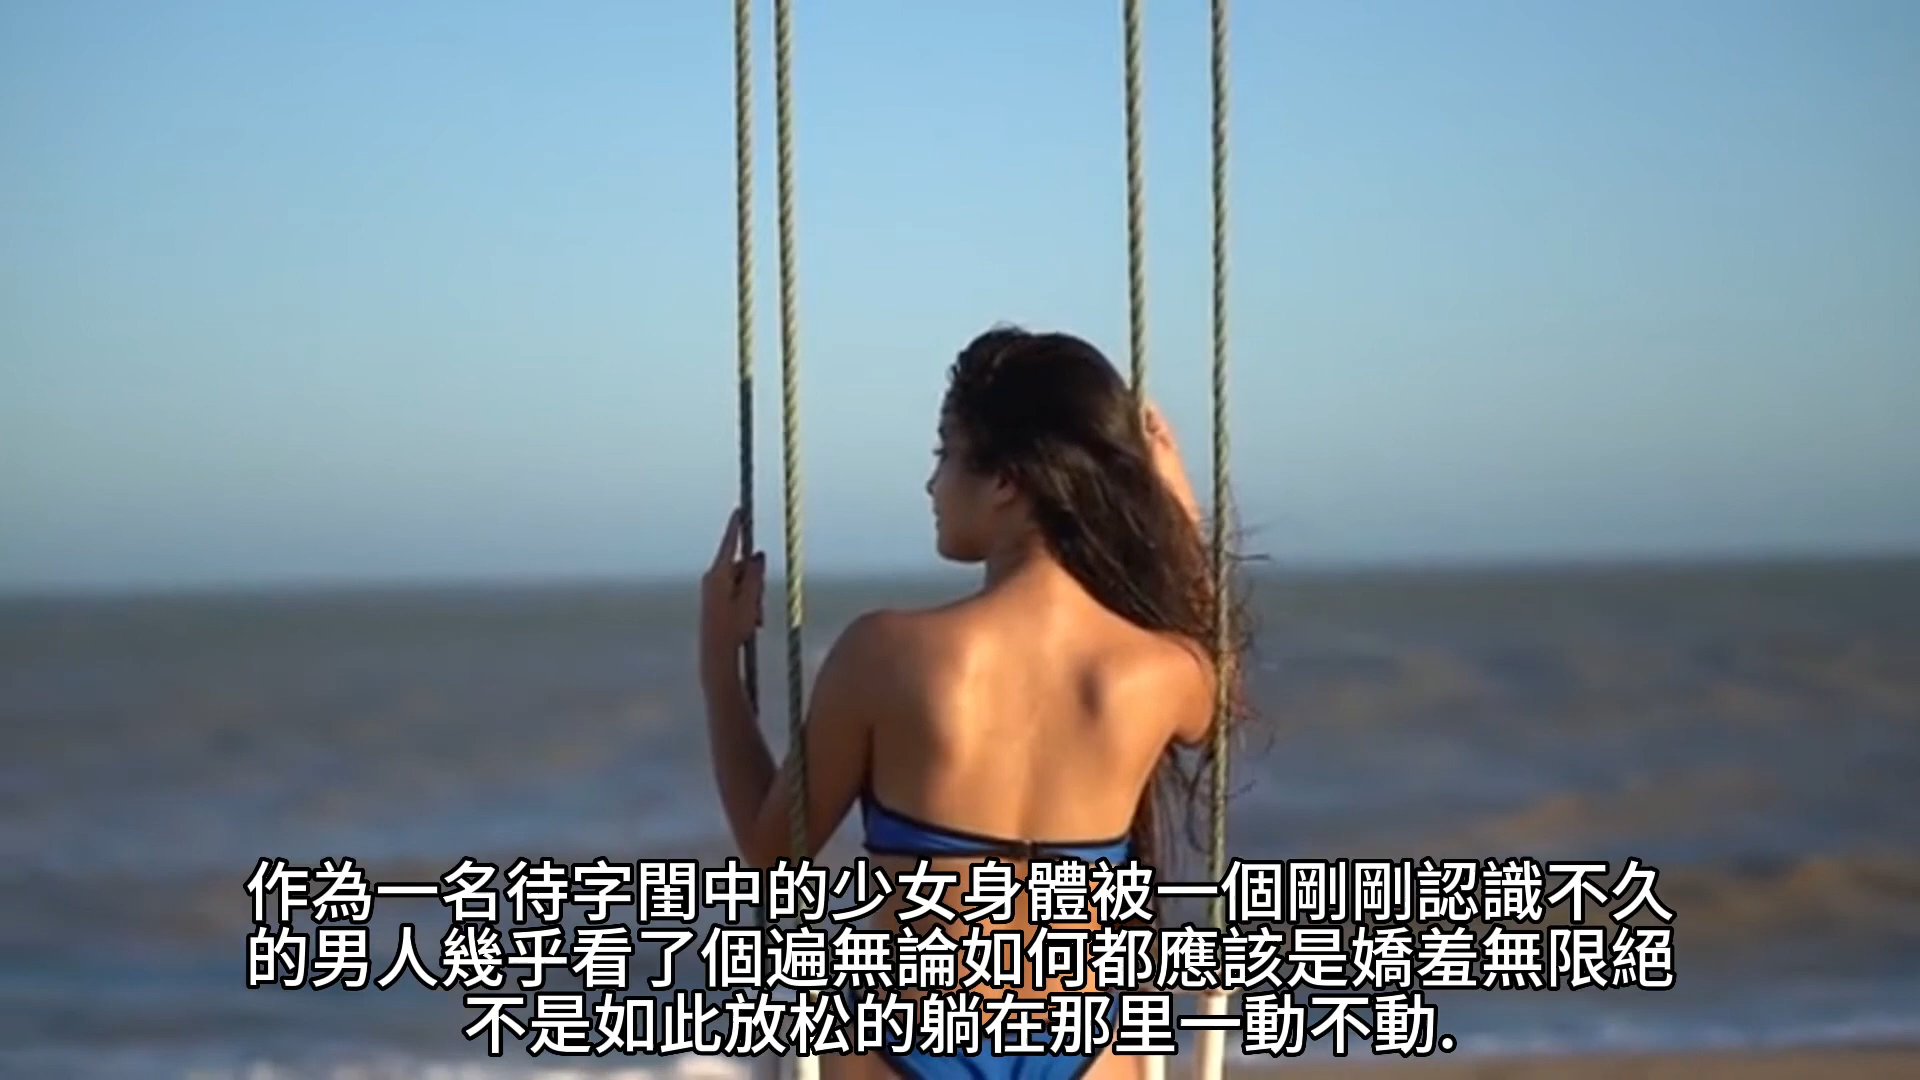 作為一名待字閨中的少女身體被一個剛剛認識不久
的男人幾乎看了個遍無論如何都應該是嬌羞無限絕
不是如此放松的躺在那里一動不動.